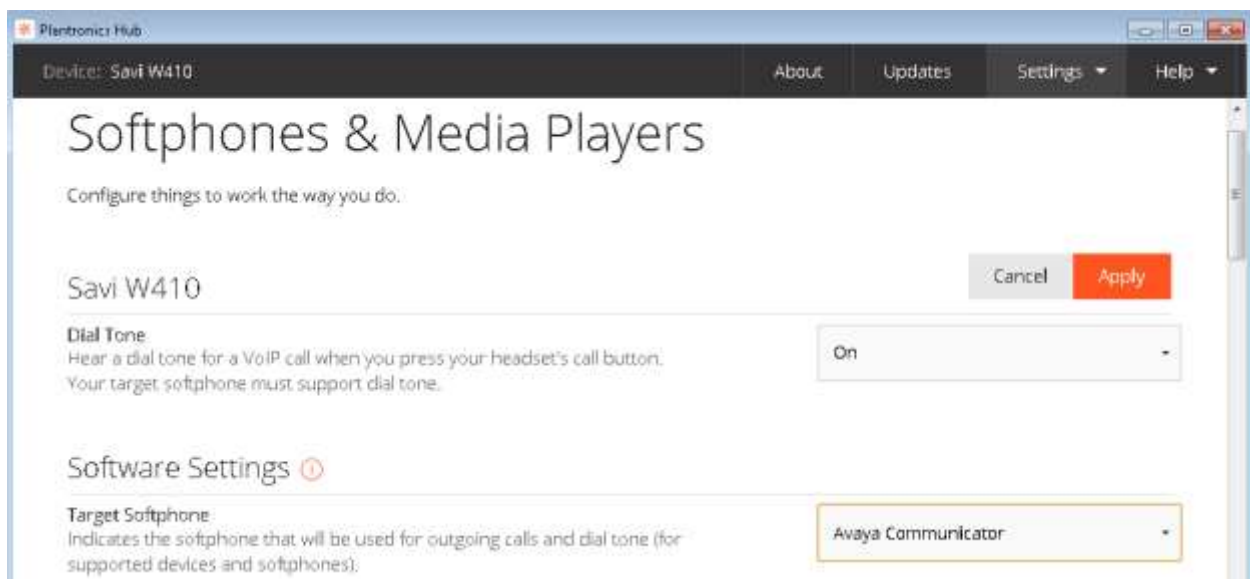 Plantronics Hub
Device: Savi W410 About Updates Settings Help
Softphones & Media Players
Configure things to work the way you do.
Cancel Apply
Savi W410
Dial Tone
Hear a dial tone for a VoIP call when you press your headset's call button.
Your target softphone must support dial tone.
On
Software Settings
Target Softphone
Indicates the softphone that will be used for outgoing calls and dial tone (for
supported devices and softphones).
Avaya Communicator